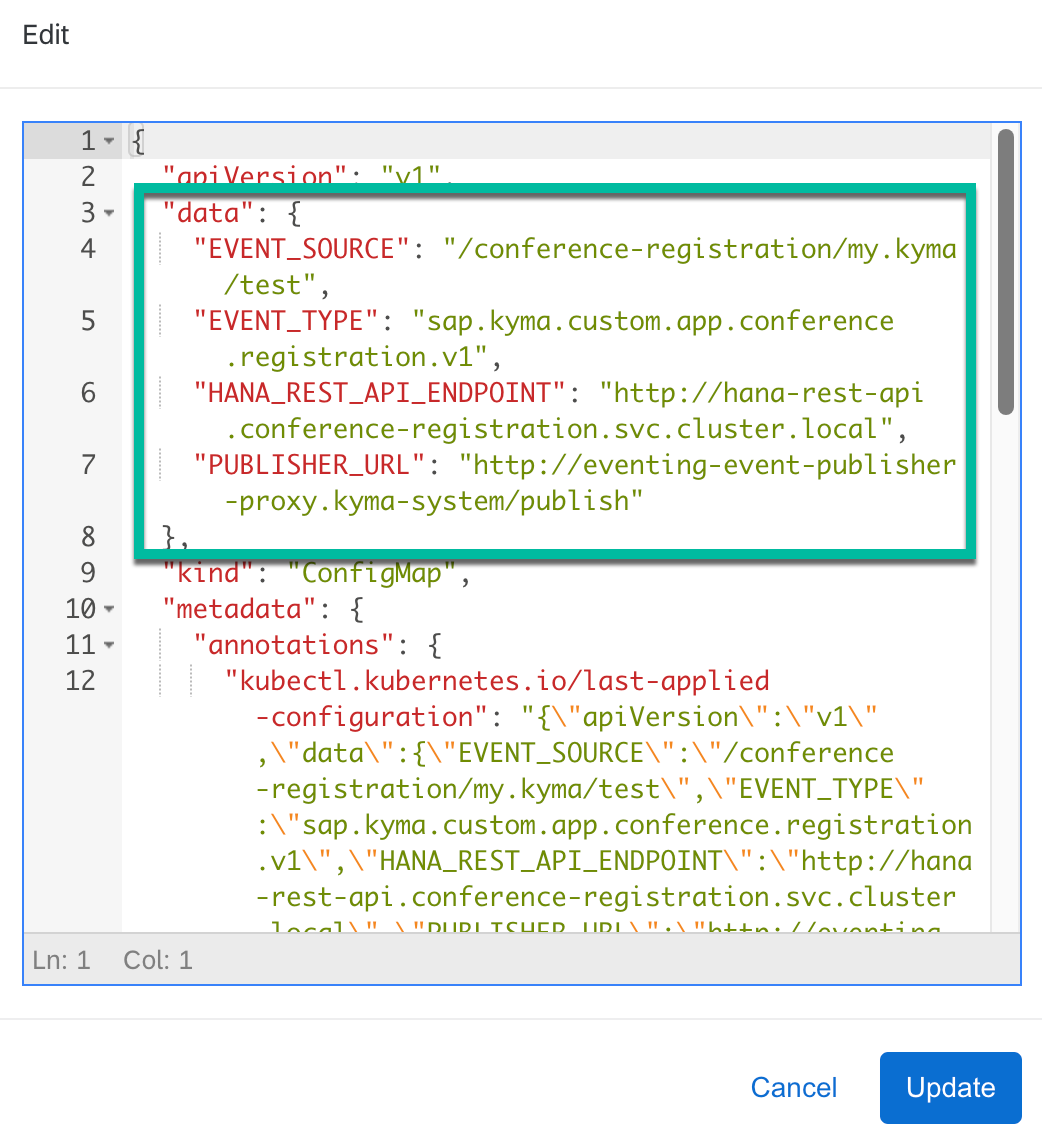 Edit
1 {
2 "apiVersion": "v1",
3 "data": {
4 "EVENT_SOURCE": "/conference-registration/my.kyma
/test",
5 "EVENT_TYPE": "sap.kyma.custom.app.conference
.registration.v1",
6 "HANA_REST_API_ENDPOINT": "http://hana-rest-api
.conference-registration.svc.cluster.local",
7 "PUBLISHER_URL": "http://eventing-event-publisher
-proxy.kyma-system/publish"
8 },
9 "kind": "ConfigMap",
10 "metadata": {
11 "annotations": {
12 "kubectl.kubernetes.io/last-applied
-configuration": "{\"apiVersion\":\"v1\"
,\"data\":{\"EVENT_SOURCE\":\"/conference
-registration/my.kyma/test\",\"EVENT_TYPE\"
:\"sap.kyma.custom.app.conference.registration
.v1\",\"HANA_REST_API_ENDPOINT\":\"http://hana
-rest-api.conference-registration.svc.cluster
.local\",\"PUBLISHER_URL\":\"http://eventing
Ln: 1 Col: 1
Cancel Update